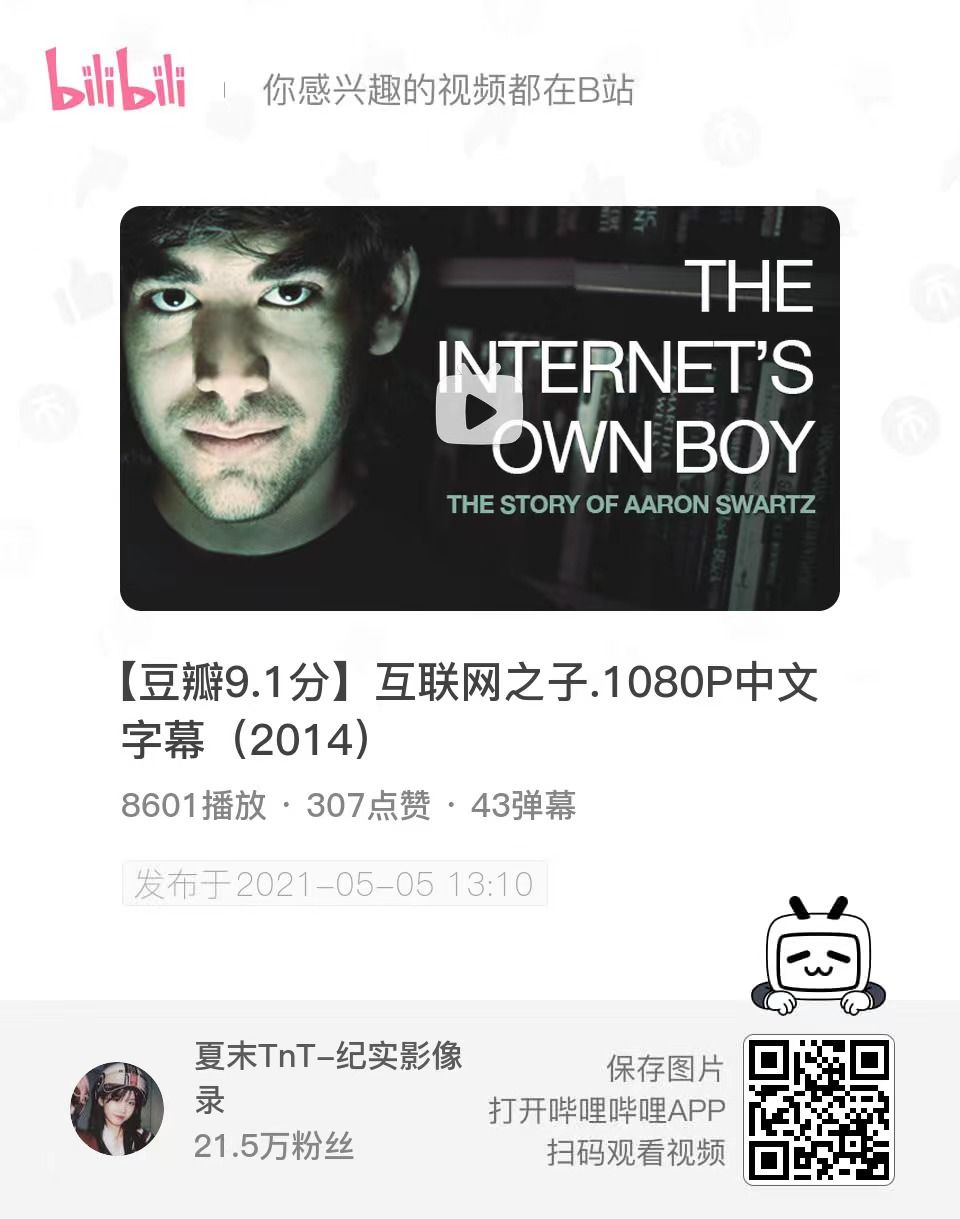 bilibili
你感兴趣的视频都在B站
THE
INTERNET'S
OWN BOY
THE STORY OF AARON SWARTZ
【豆瓣9.1分】互联网之子.1080P中文
字幕（2014）
8601播放 · 307点赞 · 43弹幕
发布于2021-05-05 13:10
夏末TnT-纪实影像
录
21.5万粉丝
保存图片
打开哔哩哔哩APP
扫码观看视频